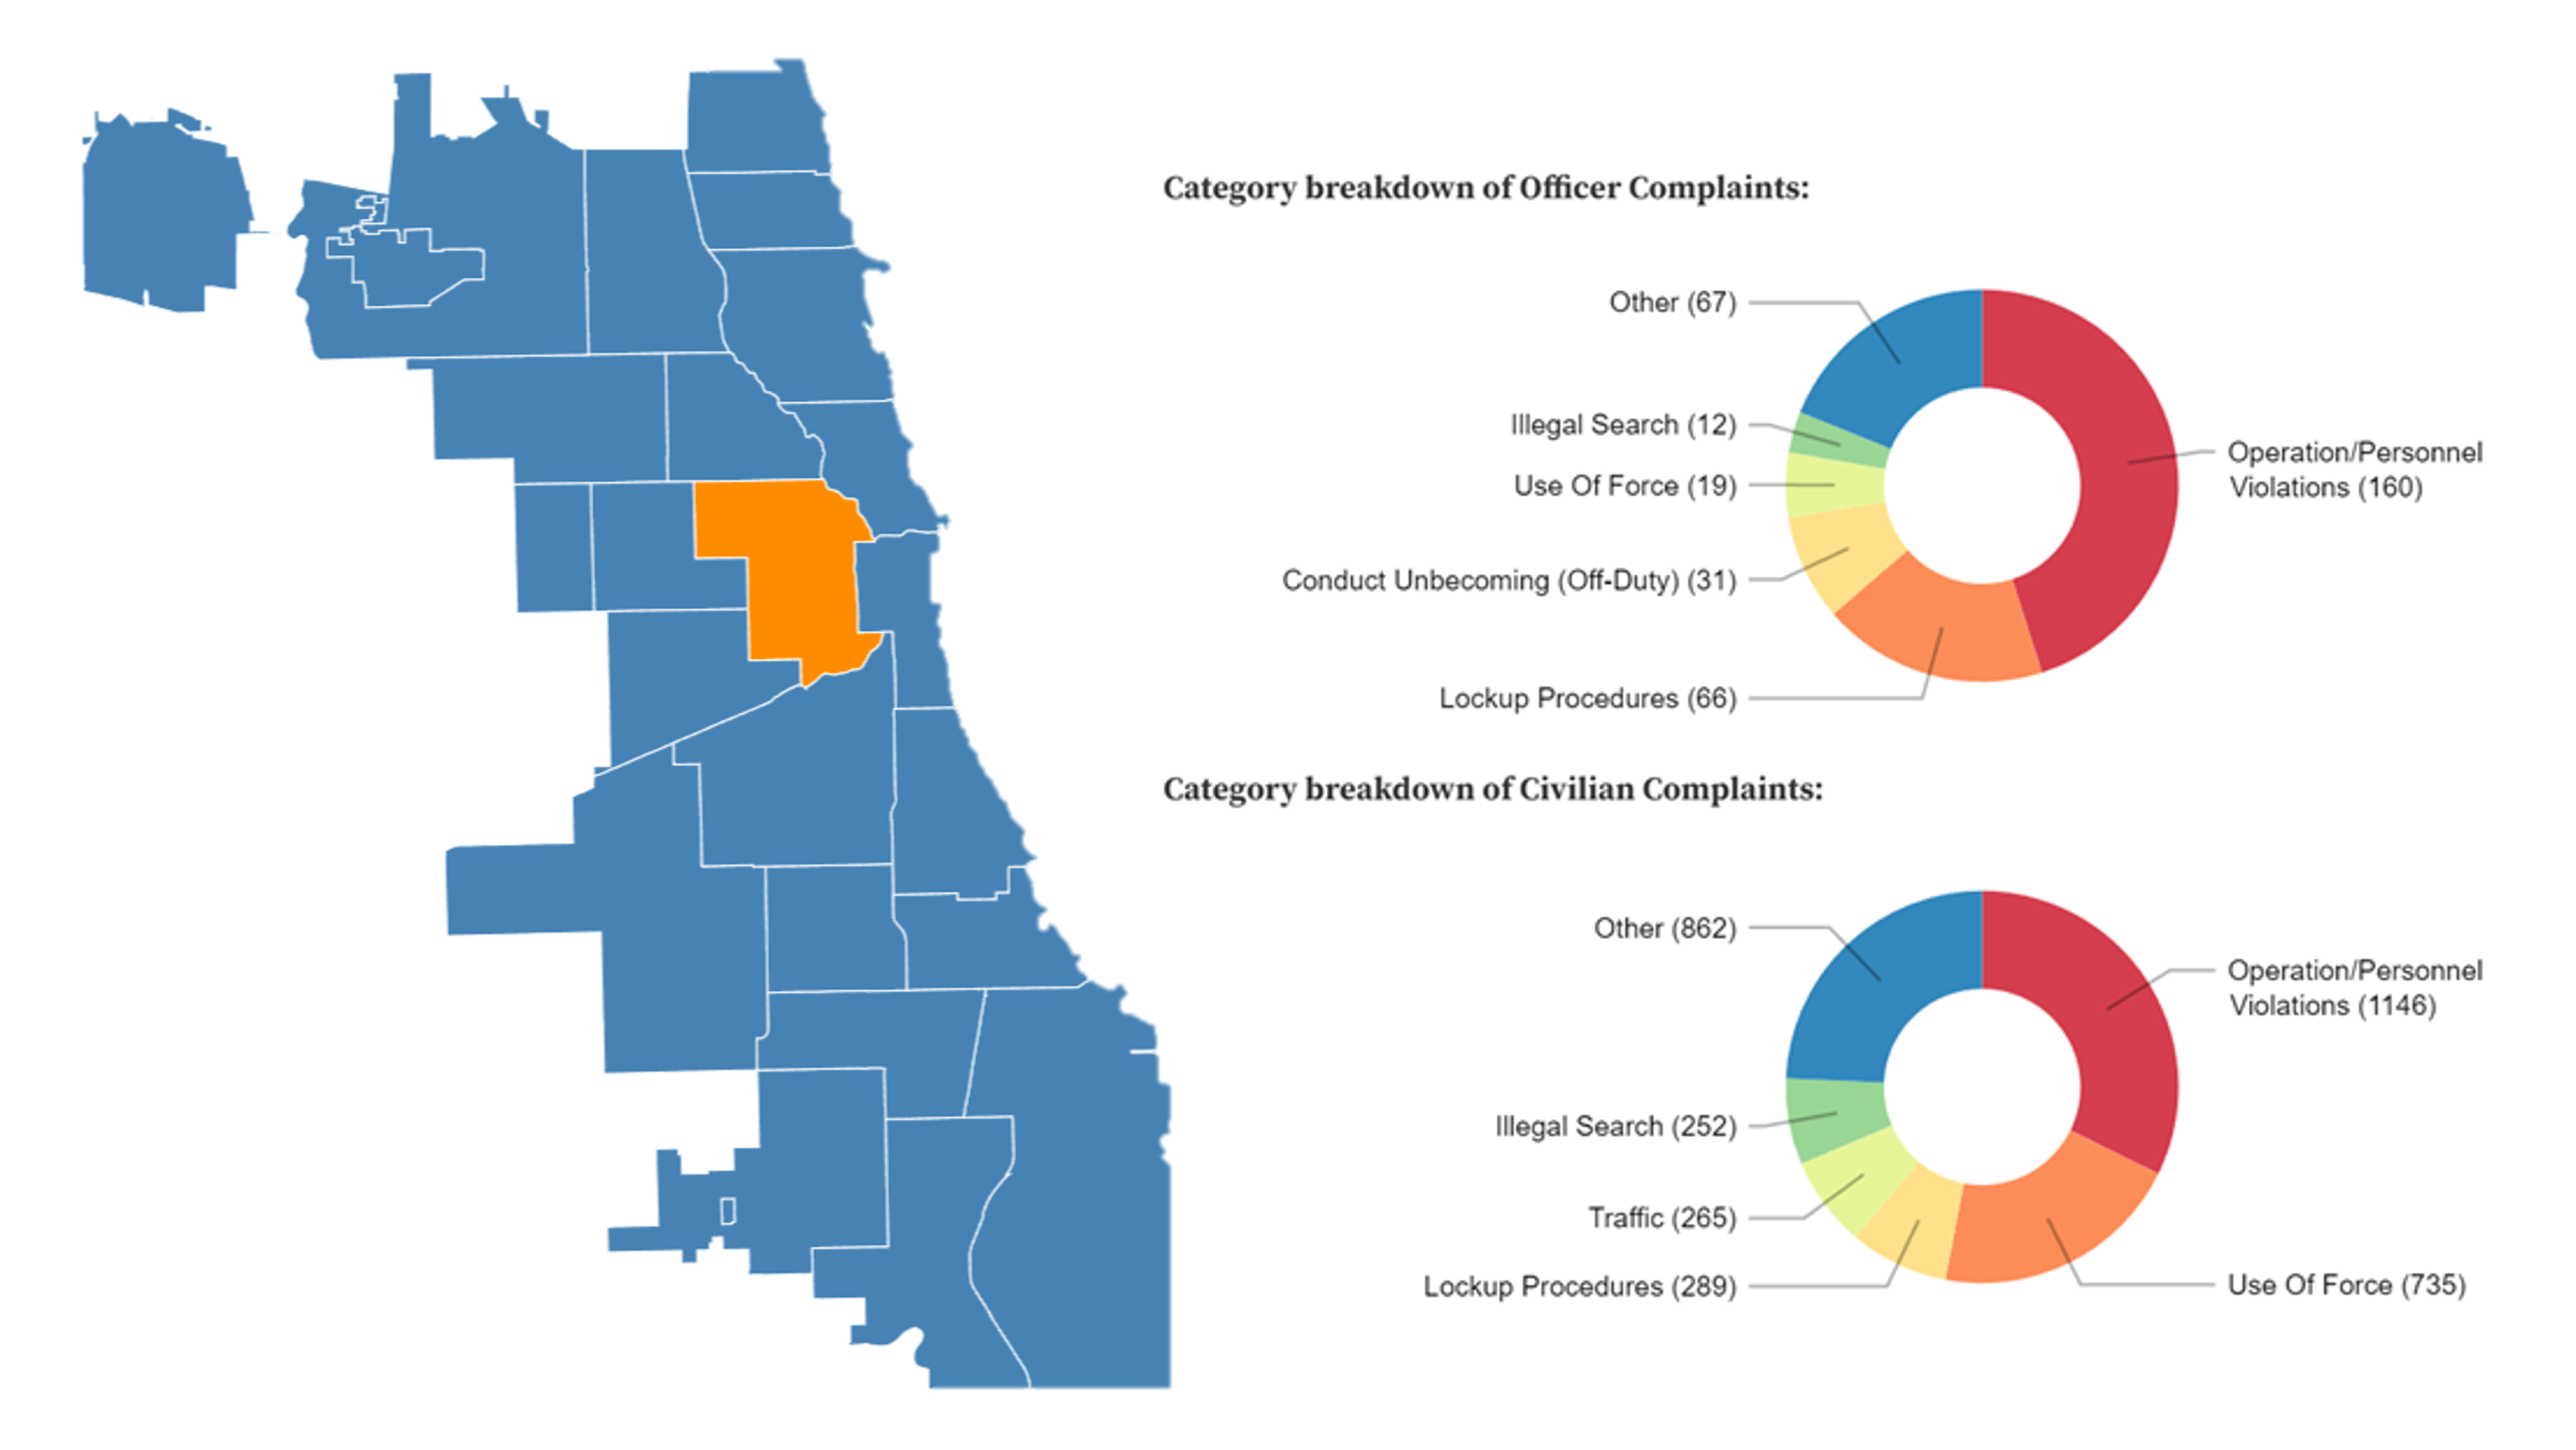 Category breakdown of Officer Complaints:
Other (67)
Illegal Search (12)
Operation/Personnel
Violations (160)
Use Of Force (19)
Conduct Unbecoming (Off-Duty) (31)
Lockup Procedures (66)
Category breakdown of Civilian Complaints:
Other (862)
Operation/Personnel
Violations (1146)
Illegal Search (252)
Traffic (265)
Lockup Procedures (289)
Use Of Force (735)